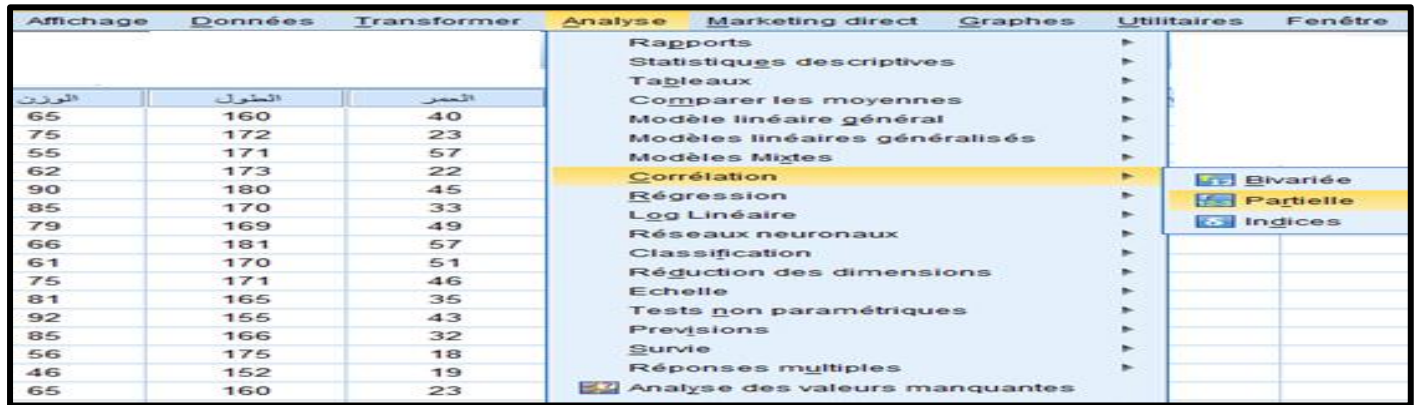 Affichage Données Transformer Analyse Marketing direct Graphes Utilitaires Fenêtre
Rapports
Statistiques descriptives
Tableaux
الوزن الطول العمر Comparer les moyennes
65 160 40 Modèle linéaire général
75 172 23 Modèles linéaires généralisés
55 171 57 Modèles Mixtes
62 173 22 Corrélation Bivariée
90 180 45 Régression Partielle
85 170 33 Log Linéaire Indices
79 169 49 Réseaux neuronaux
66 181 57 Classification
61 170 51 Réduction des dimensions
75 171 46 Echelle
81 165 35 Tests non paramétriques
92 155 43 Prévisions
85 166 32 Survie
56 175 18 Réponses multiples
46 152 19 Analyse des valeurs manquantes
65 160 23